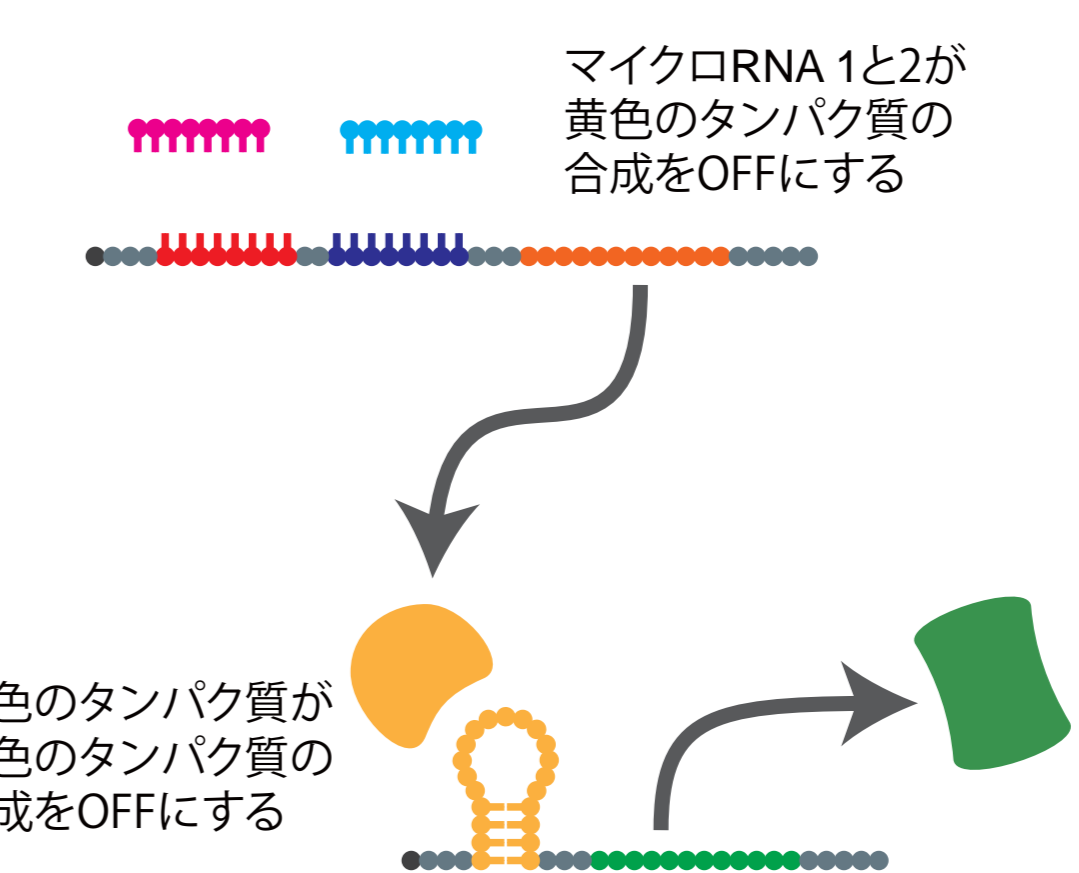 マイクロRNA 1と2が
黄色のタンパク質の
合成をOFFにする
色のタンパク質が
色のタンパク質の
成をOFFにする